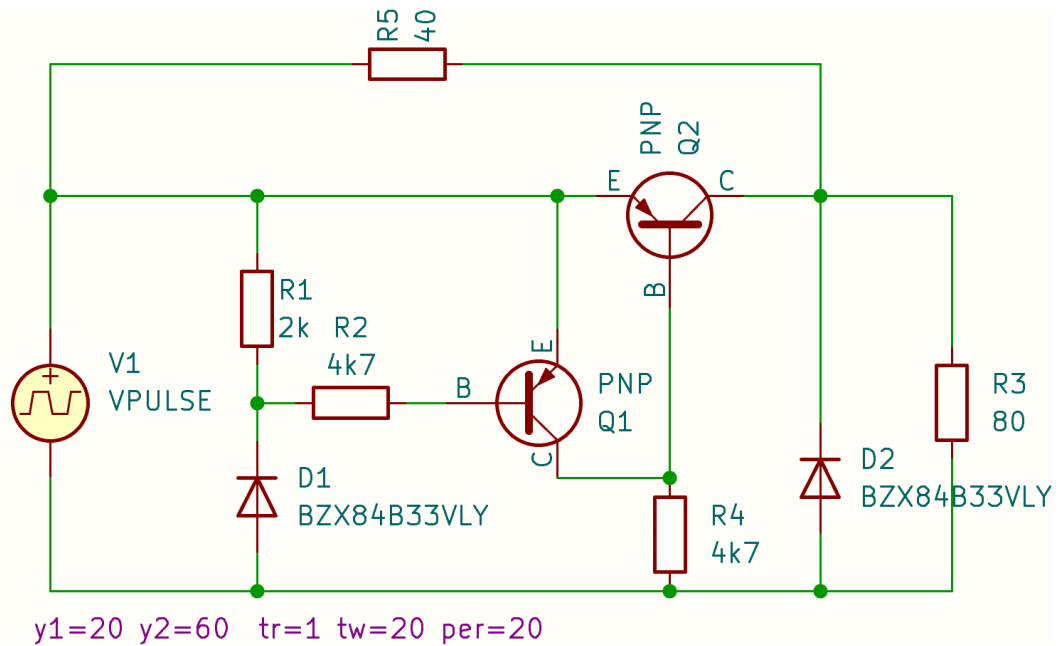 R5
40
PNP
Q2
E
C
B
R1
2k
R2
4k7
V1
VPULSE
B
E
C
PNP
Q1
R3
80
D1
BZX84B33VLY
D2
BZX84B33VLY
R4
4k7
y1=20 y2=60 tr=1 tw=20 per=20